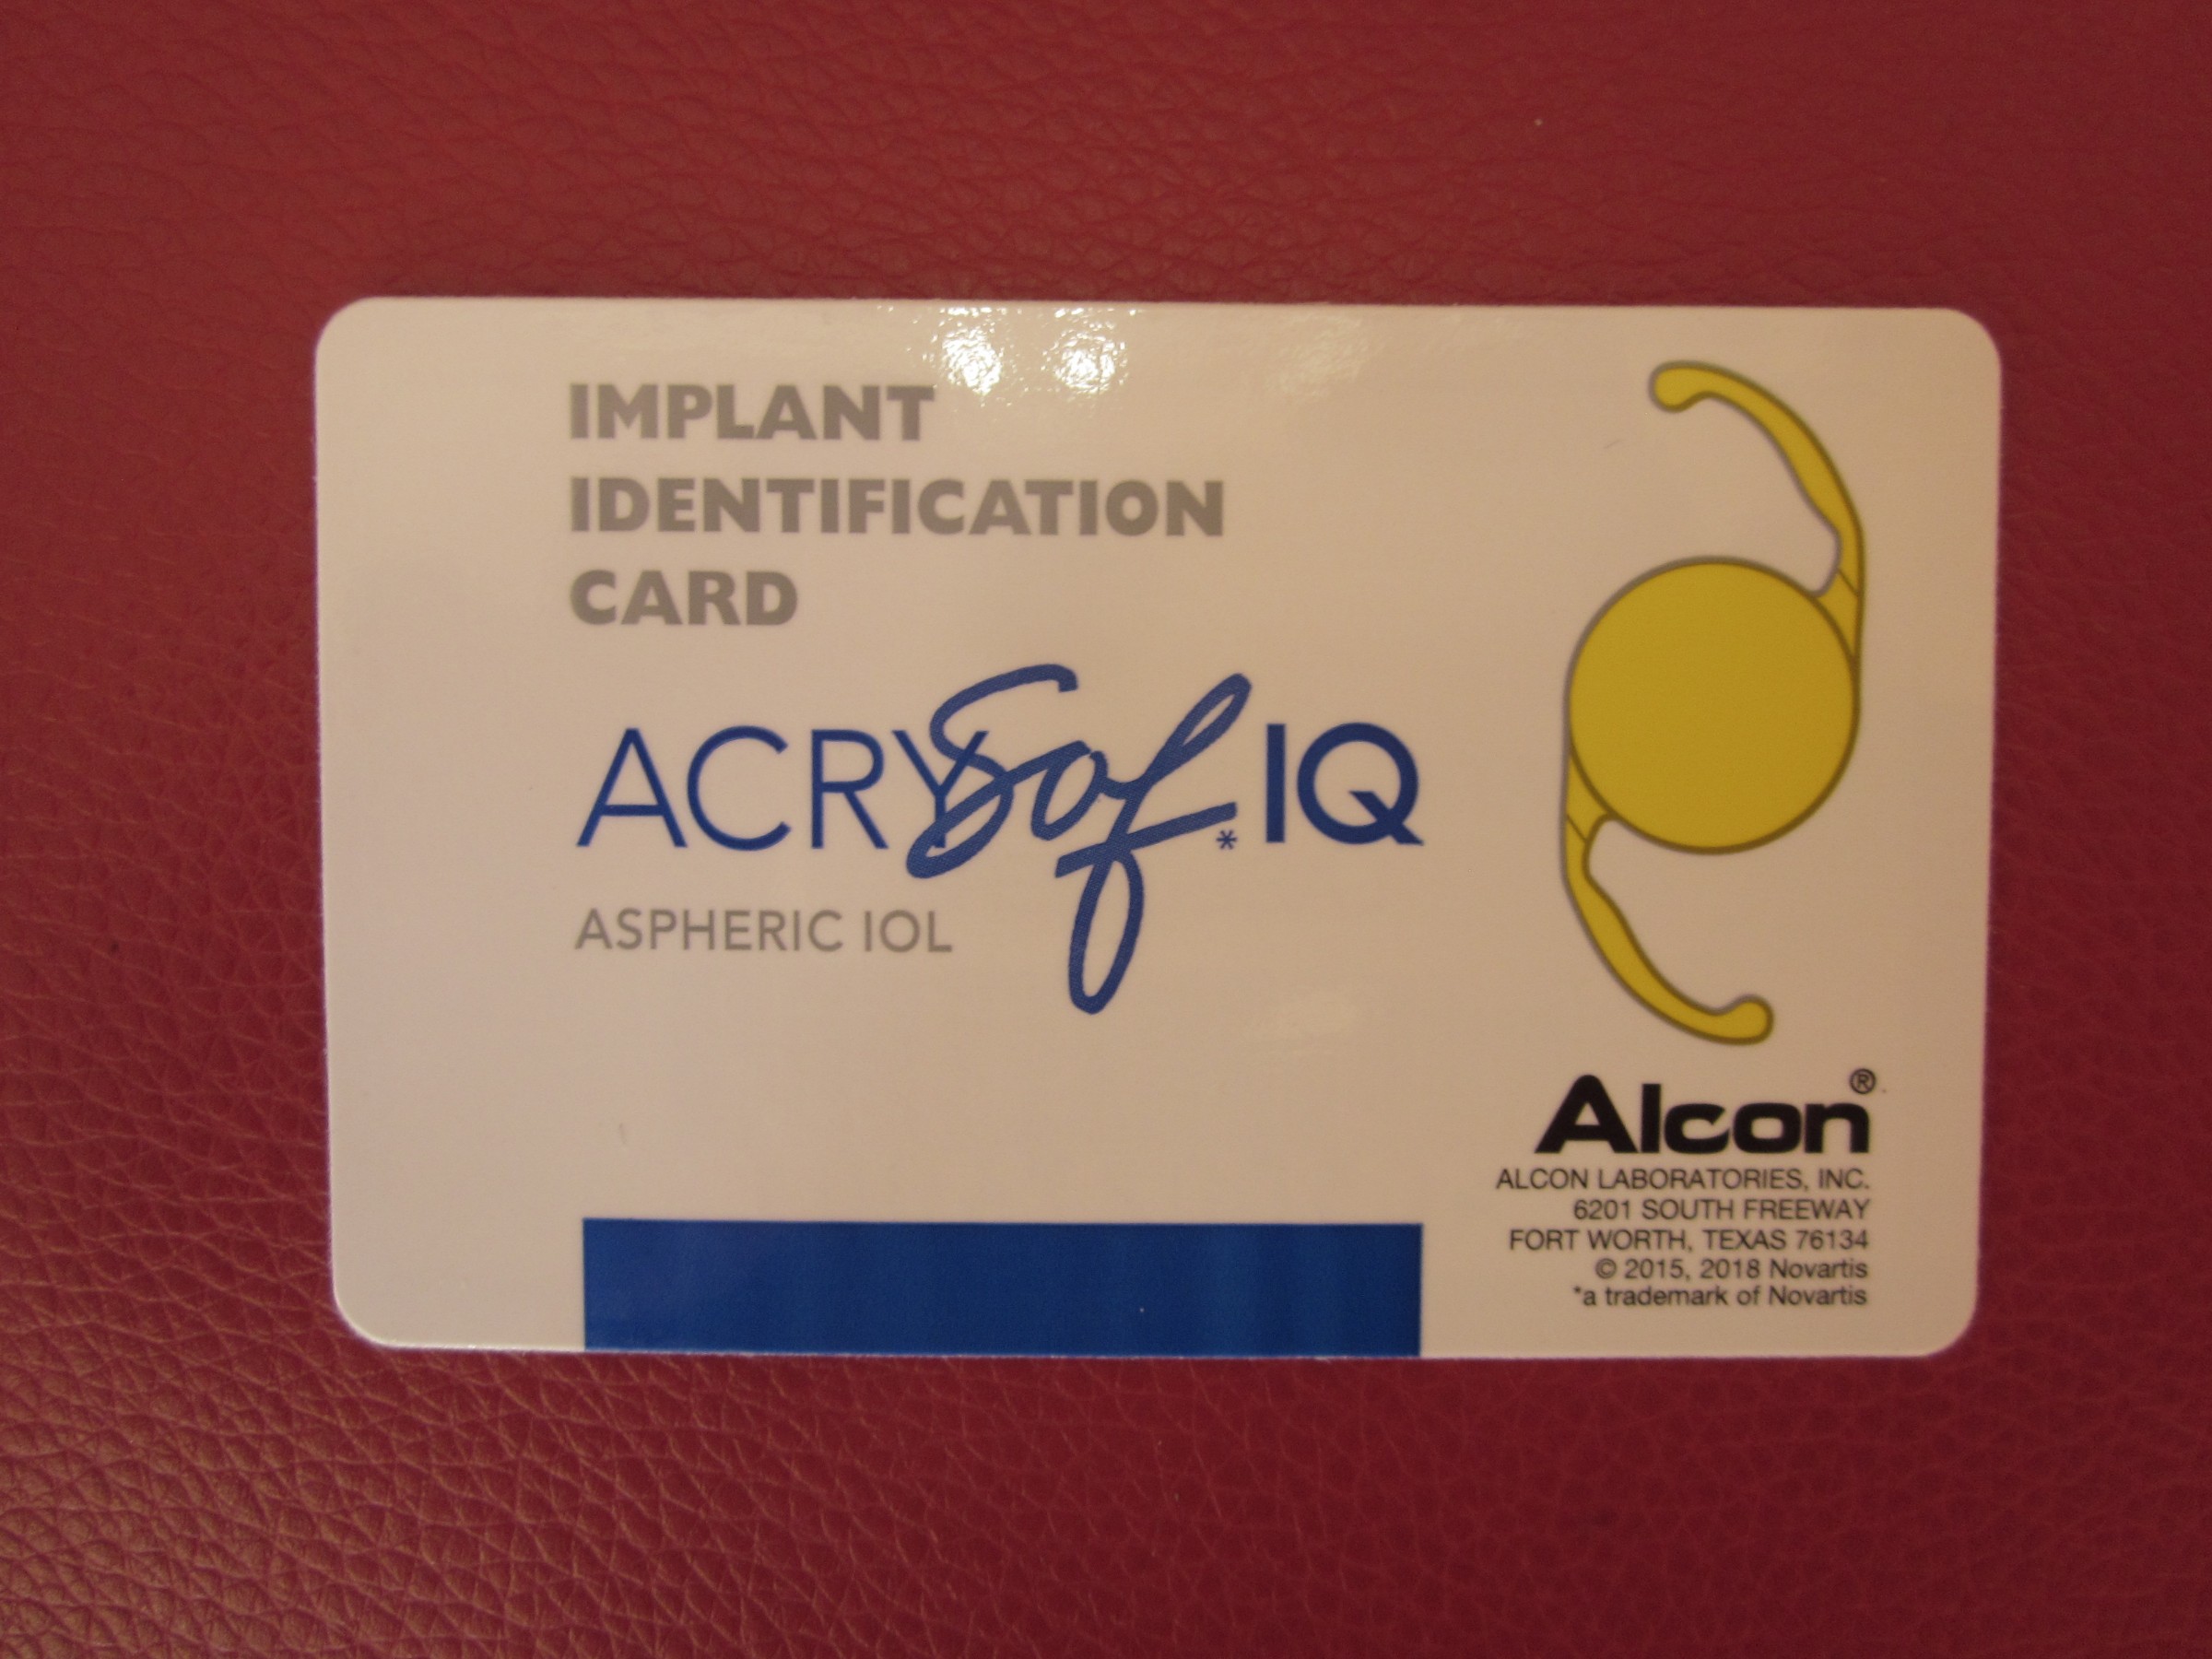 IMPLANT
IDENTIFICATION
CARD
ACRYSof* IQ
ASPHERIC IOL
Alcon®
ALCON LABORATORIES, INC.
6201 SOUTH FREEWAY
FORT WORTH, TEXAS 76134
© 2015, 2018 Novartis
*a trademark of Novartis